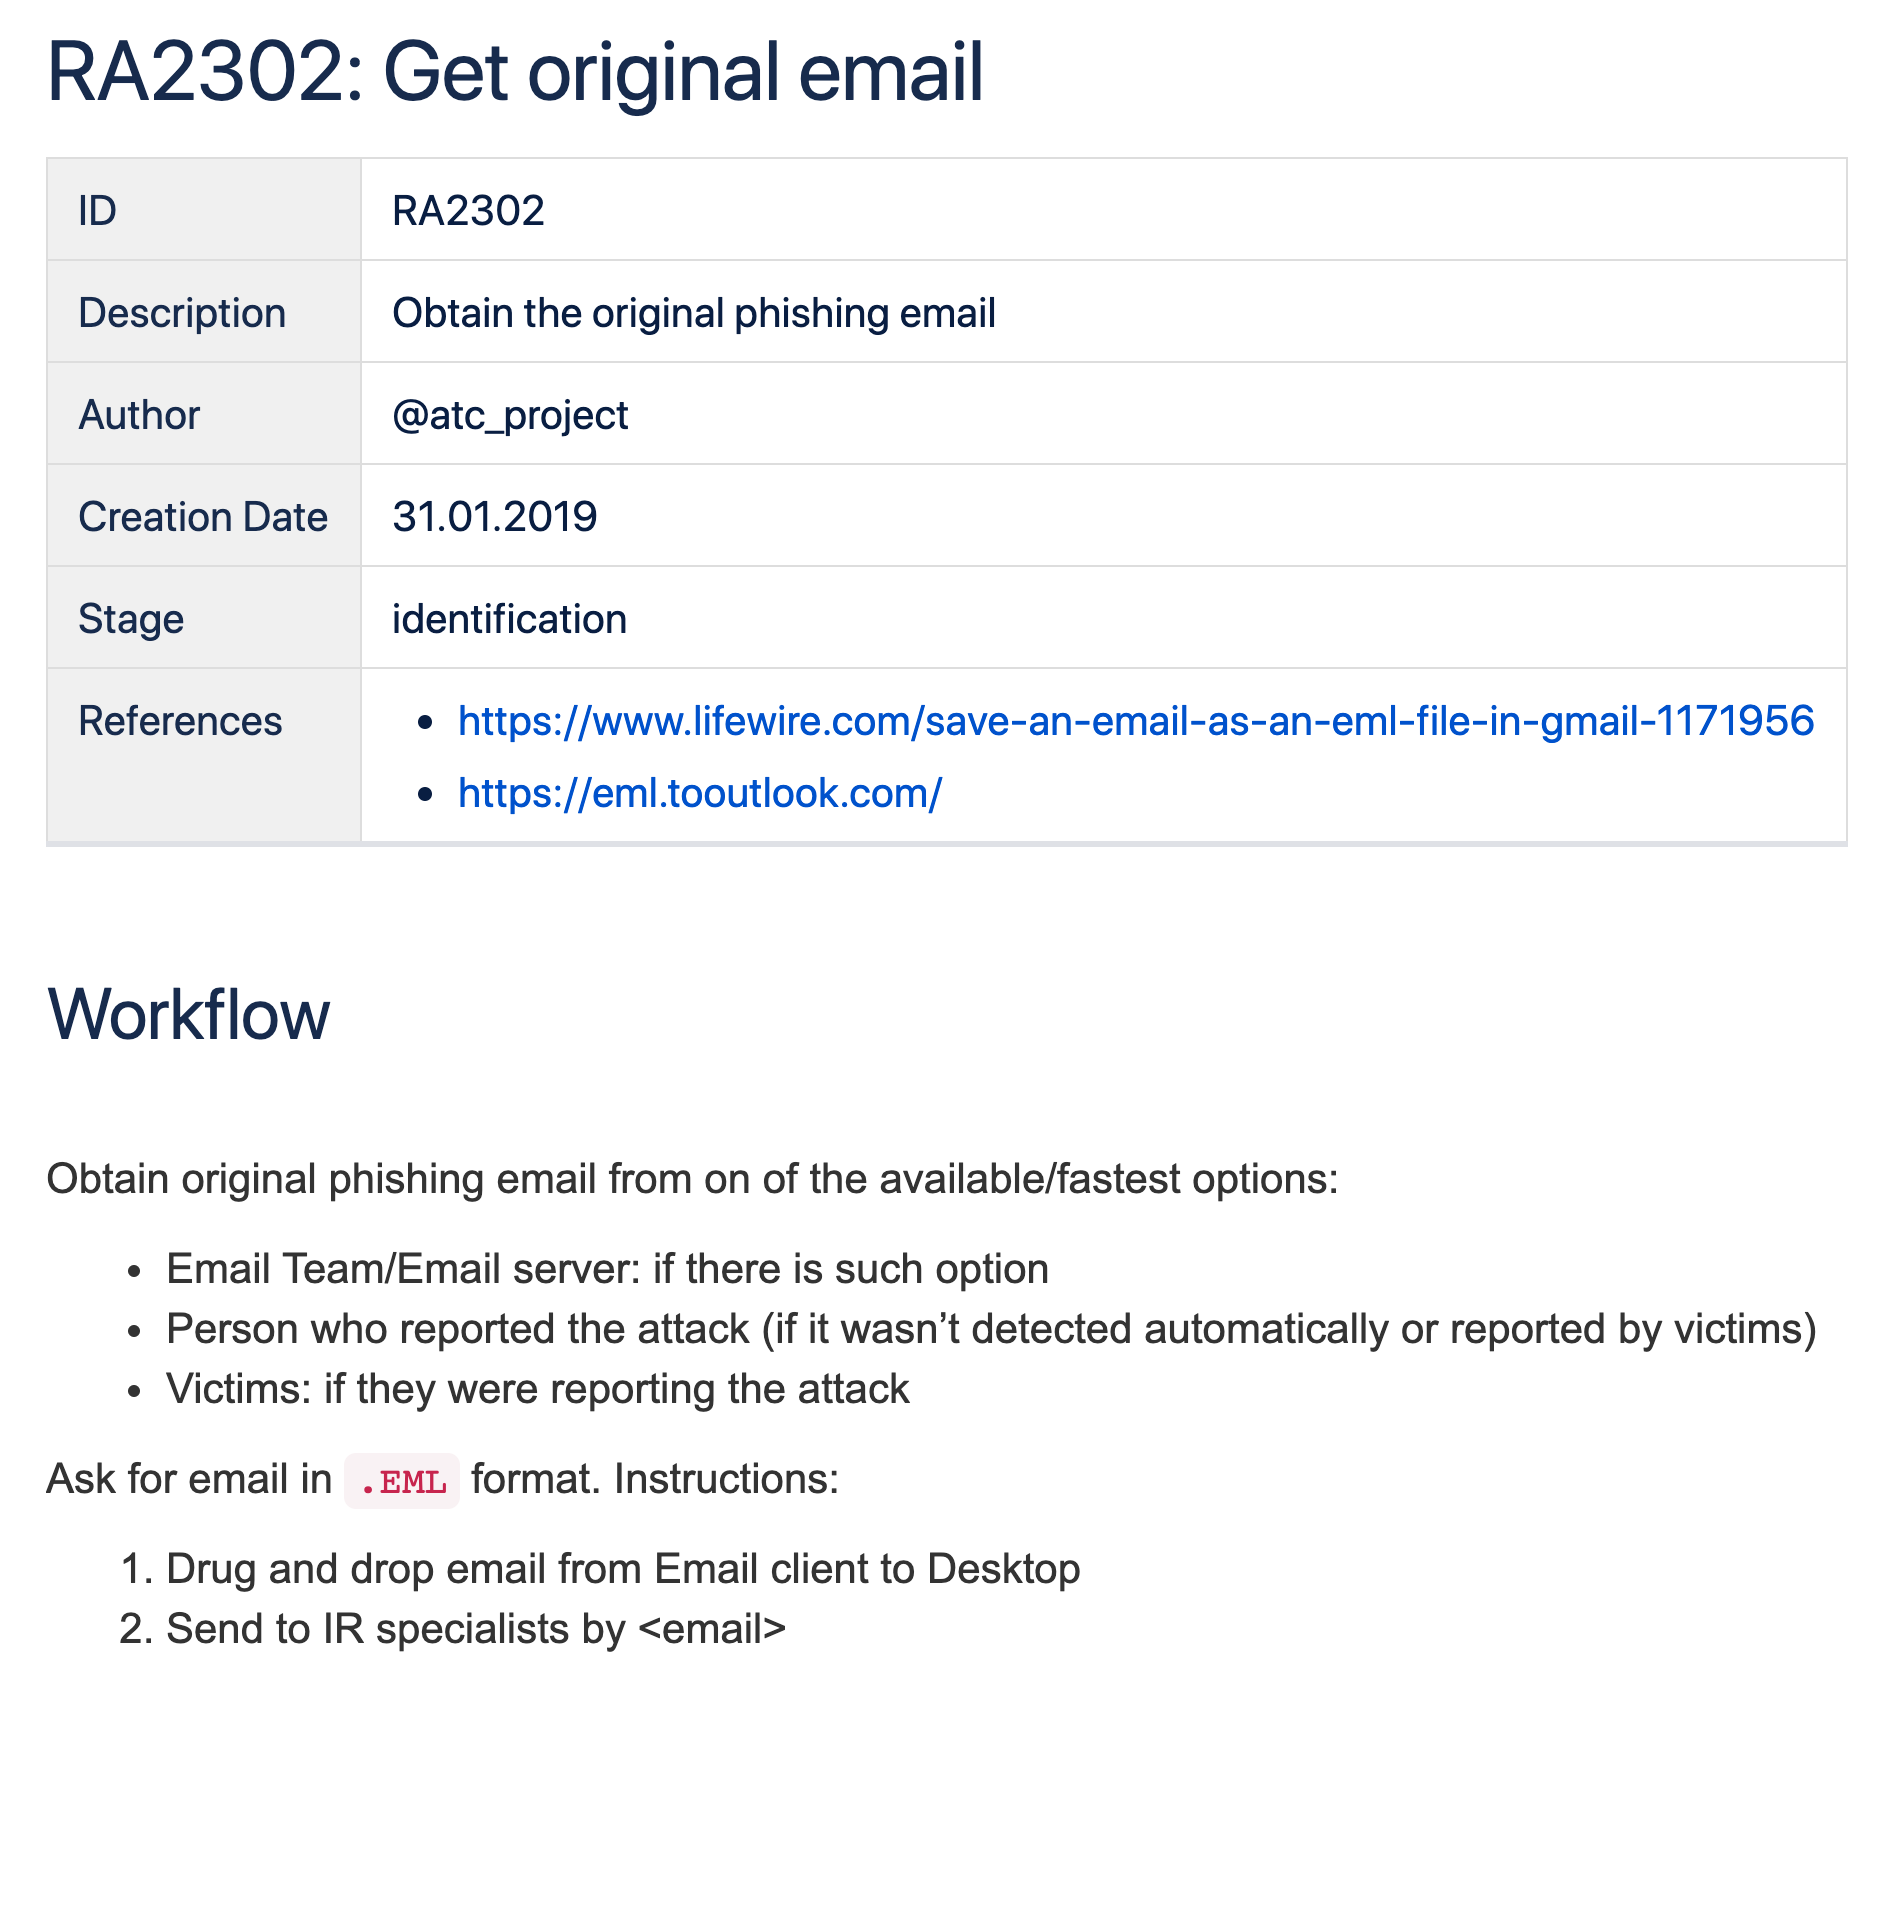 RA2302: Get original email
ID RA2302
Description Obtain the original phishing email
Author @atc_project
Creation Date 31.01.2019
Stage identification
References • https://www.lifewire.com/save-an-email-as-an-eml-file-in-gmail-1171956
• https://eml.tooutlook.com/
Workflow
Obtain original phishing email from on of the available/fastest options:
• Email Team/Email server: if there is such option
• Person who reported the attack (if it wasn’t detected automatically or reported by victims)
• Victims: if they were reporting the attack
Ask for email in .EML format. Instructions:
1. Drug and drop email from Email client to Desktop
2. Send to IR specialists by <email>